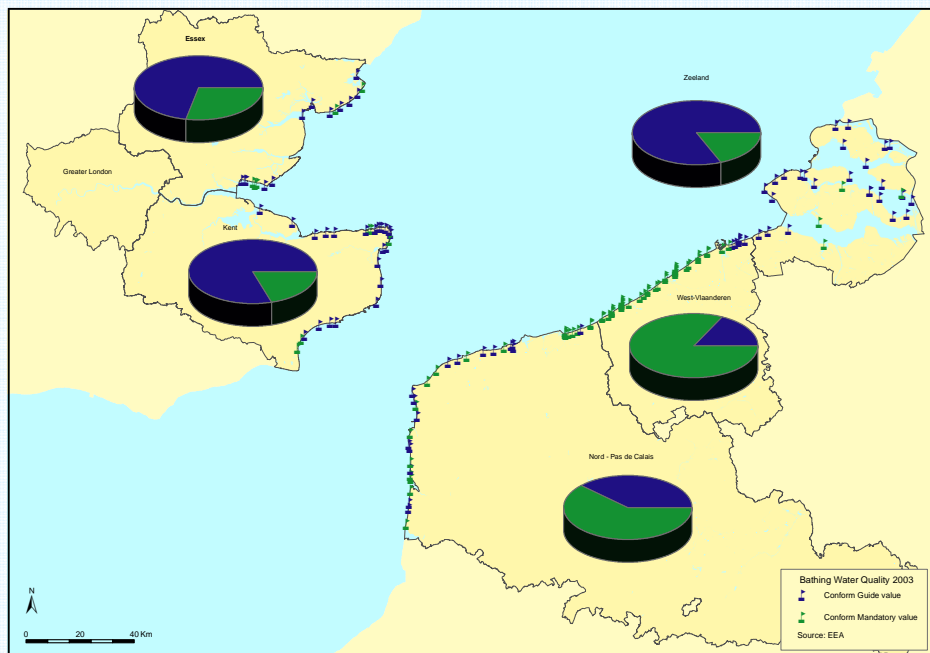 Essex
Zeeland
Greater London
Kent
West-Vlaanderen
Nord - Pas de Calais
Bathing Water Quality 2003
Conform Guide value
Conform Mandatory value
Source: EEA
N
0 20 40 Km